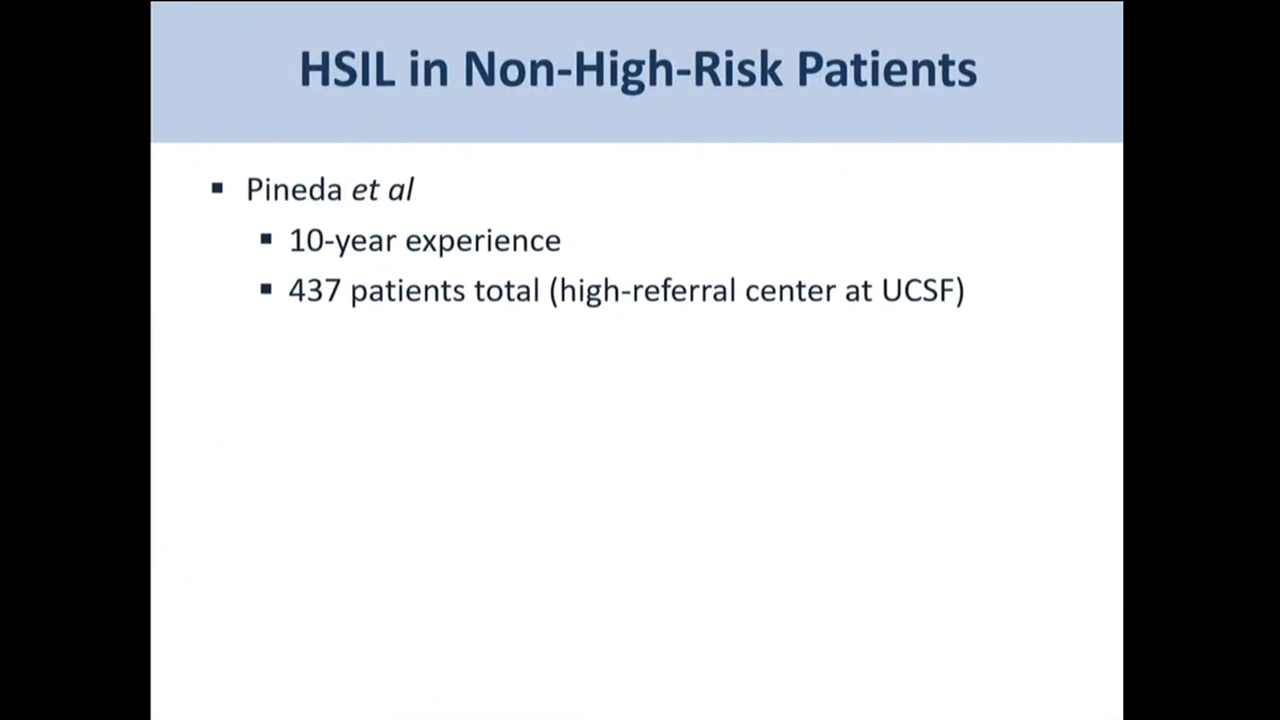 HSIL in Non-High-Risk Patients
▪ Pineda et al
▪ 10-year experience
▪ 437 patients total (high-referral center at UCSF)